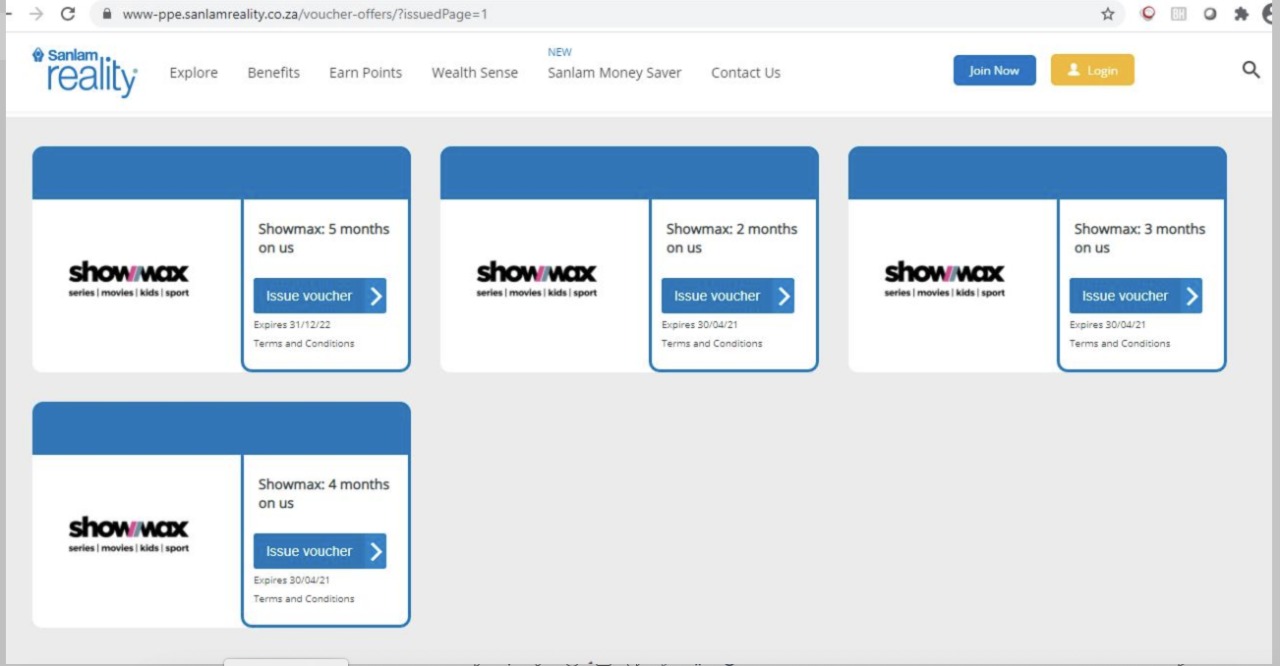 www-ppe.sanlamreality.co.za/voucher-offers/?issuedPage=1
Sanlam
reality
Explore
Benefits
Earn Points
Wealth Sense
NEW
Sanlam Money Saver
Contact Us
Join Now
Login
showmax
series | movies | kids | sport
Showmax: 5 months
on us
Issue voucher
Expires 31/12/22
Terms and Conditions
showmax
series | movies | kids | sport
Showmax: 2 months
on us
Issue voucher
Expires 30/04/21
Terms and Conditions
showmax
series | movies | kids | sport
Showmax: 3 months
on us
Issue voucher
Expires 30/04/21
Terms and Conditions
showmax
series | movies | kids | sport
Showmax: 4 months
on us
Issue voucher
Expires 30/04/21
Terms and Conditions